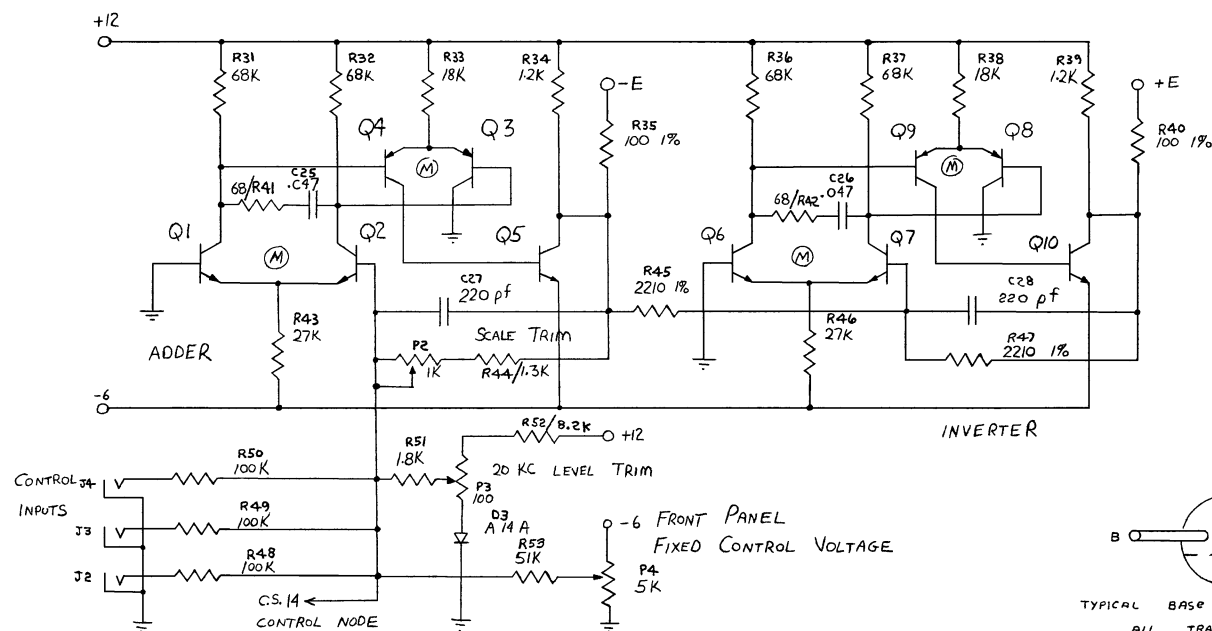 +12
R31
68K
R32
68K
R33
18K
R34
1.2K
-E
R35
100 1%
R36
68K
R37
68K
R38
18K
R39
1.2K
+E
R40
100 1%
Q4
Q3
M
68/R41
C25
.C47
Q1
Q2
M
Q5
Q9
Q8
M
68/R42
C26
.047
Q6
Q7
M
Q10
C27
220 pf
R45
2210 1%
C28
220 pf
R43
27K
ADDER
SCALE TRIM
P2
1K
R44/1.3K
R46
27K
R47
2210 1%
-6
INVERTER
R52/8.2K
+12
R51
1.8K
20 KC LEVEL TRIM
P3
100
D3
A 14 A
CONTROL
INPUTS
J4
R50
100K
J3
R49
100K
J2
R48
100K
R53
51K
-6 FRONT PANEL
FIXED CONTROL VOLTAGE
P4
5K
C.S. 14
CONTROL NODE
B
TYPICAL BASE
ALL TRA